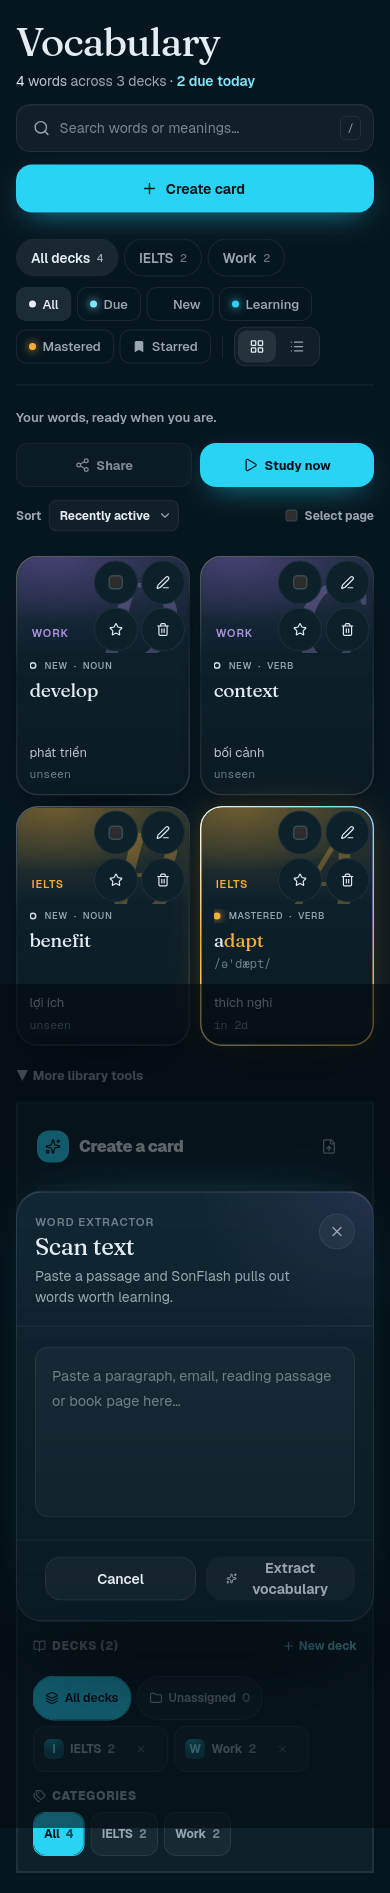 Vocabulary
4 words across 3 decks · 2 due today
Search words or meanings…
/
Create card
All decks 4
IELTS 2
Work 2
All
Due
New
Learning
Mastered
Starred
Your words, ready when you are.
Share
Study now
Sort
Recently active
Select page
WORK
NEW · NOUN
develop
phát triển
unseen
WORK
NEW · VERB
context
bối cảnh
unseen
IELTS
NEW · NOUN
benefit
lợi ích
unseen
IELTS
MASTERED · VERB
adapt
/əˈdæpt/
thích nghi
in 2d
▼ More library tools
Create a card
WORD EXTRACTOR
Scan text
Paste a passage and SonFlash pulls out
words worth learning.
Paste a paragraph, email, reading passage
or book page here…
Cancel
Extract
vocabulary
DECKS (2)
+ New deck
All decks
Unassigned 0
I IELTS 2 ×
W Work 2 ×
CATEGORIES
All 4
IELTS 2
Work 2